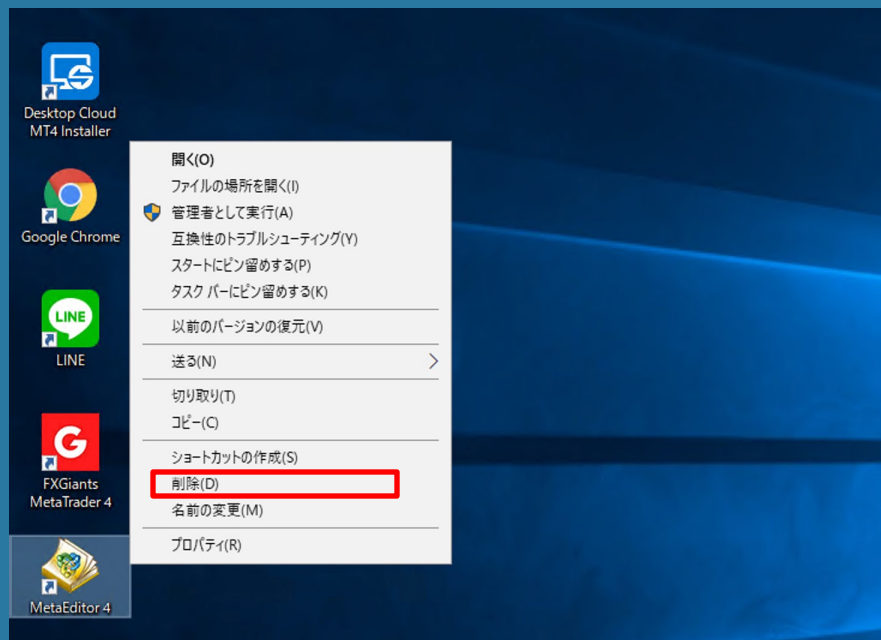 Desktop Cloud
MT4 Installer
Google Chrome
LINE
LINE
G
FXGiants
MetaTrader 4
MetaEditor 4
開く(O)
ファイルの場所を開く(I)
管理者として実行(A)
互換性のトラブルシューティング(Y)
スタートにピン留めする(P)
タスク バーにピン留めする(K)
以前のバージョンの復元(V)
送る(N)
切り取り(T)
コピー(C)
ショートカットの作成(S)
削除(D)
名前の変更(M)
プロパティ(R)